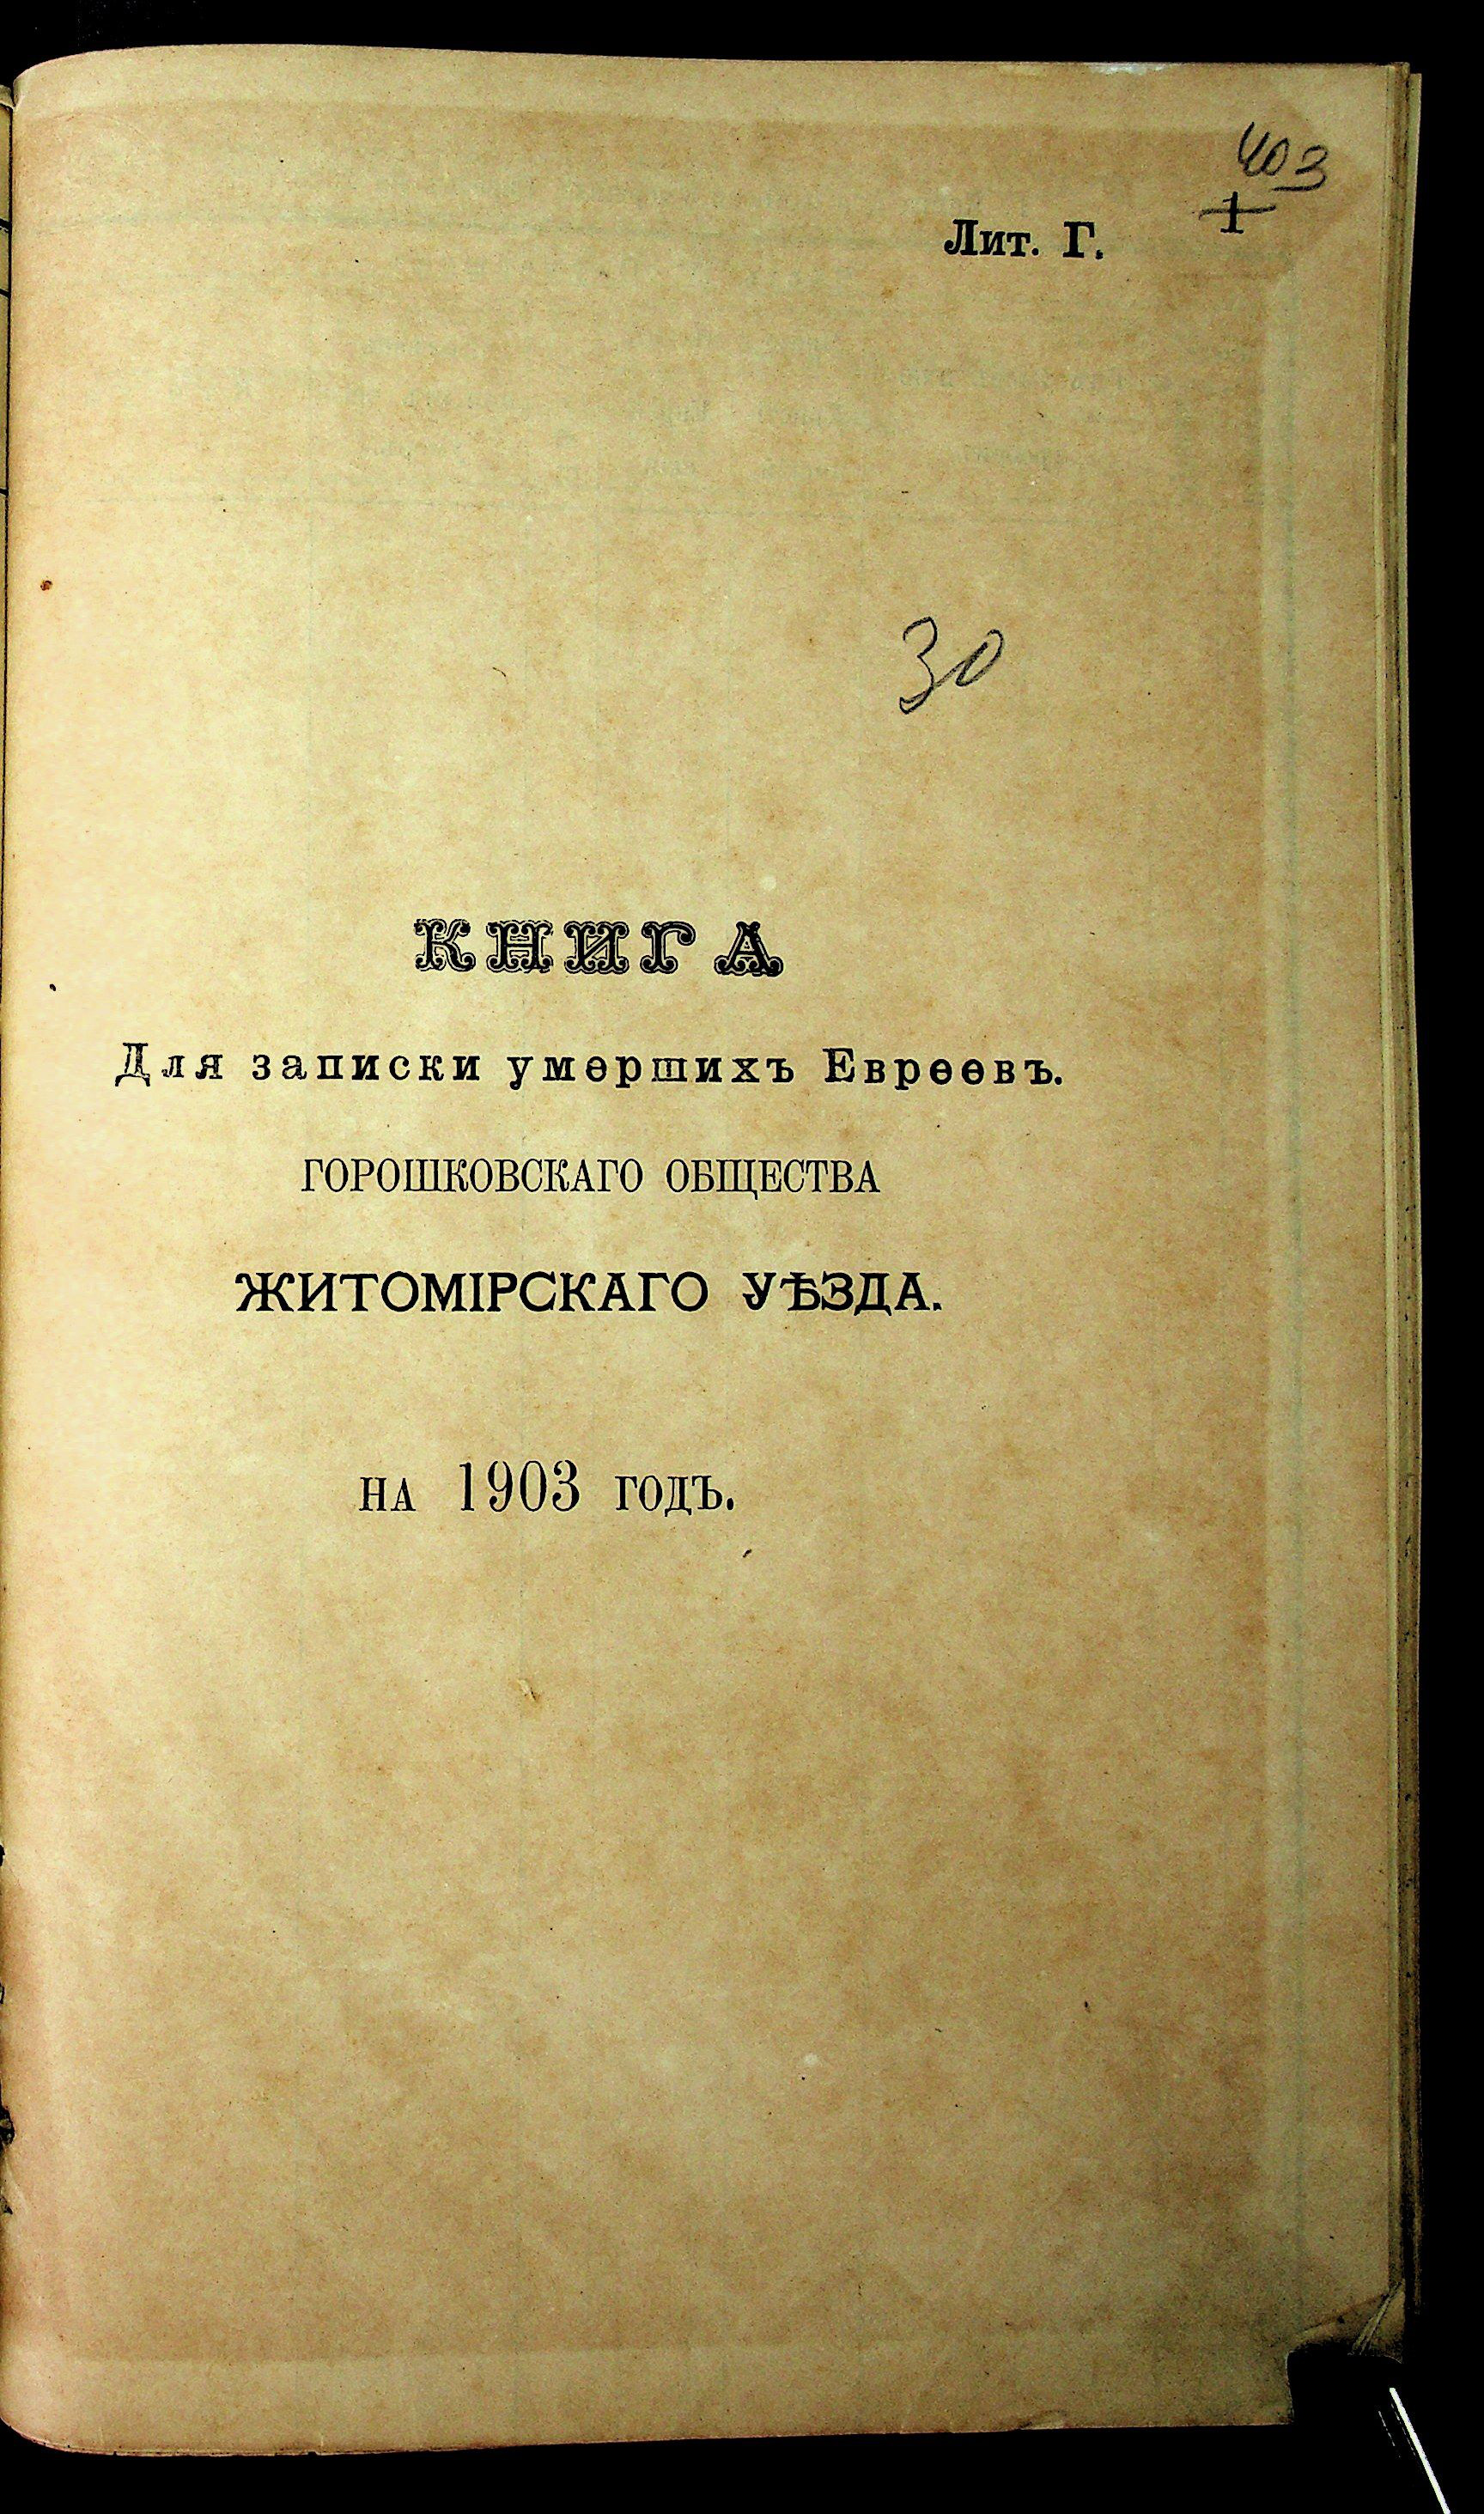 403
1
Лит. Г.
30
КНИГА
Для записки умершихъ Евреевъ.
ГОРОШКОВСКАГО ОБЩЕСТВА
ЖИТОМІРСКАГО УѢЗДА.
НА 1903 ГОДЪ.